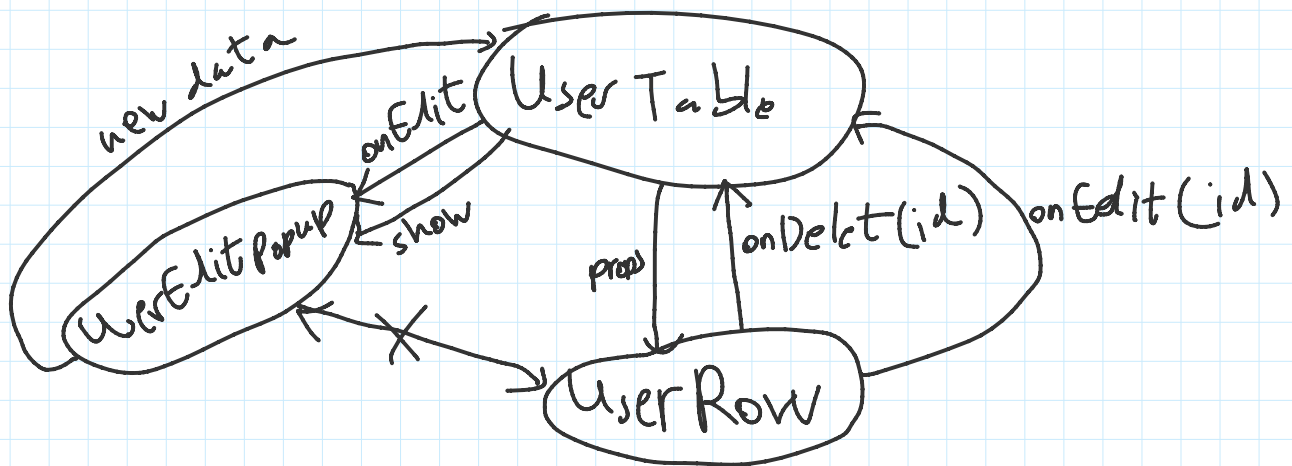 new data
UserTable
onEdit
show
UserEditPopup
props
onDelet(id)
onEdit(id)
UserRow